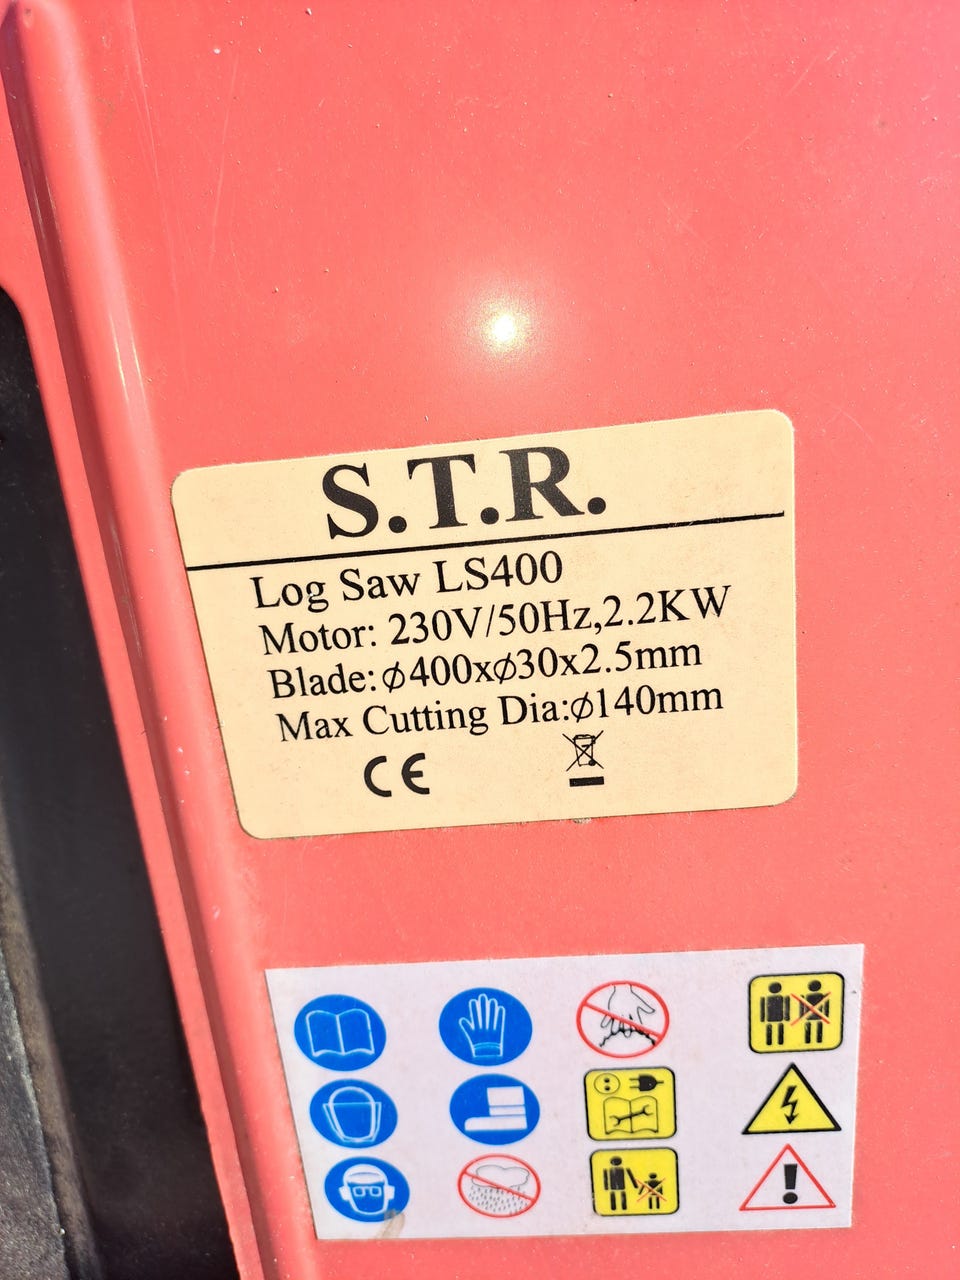 S.T.R.
Log Saw LS400
Motor: 230V/50Hz,2.2KW
Blade:ϕ400xϕ30x2.5mm
Max Cutting Dia:ϕ140mm
CE
!